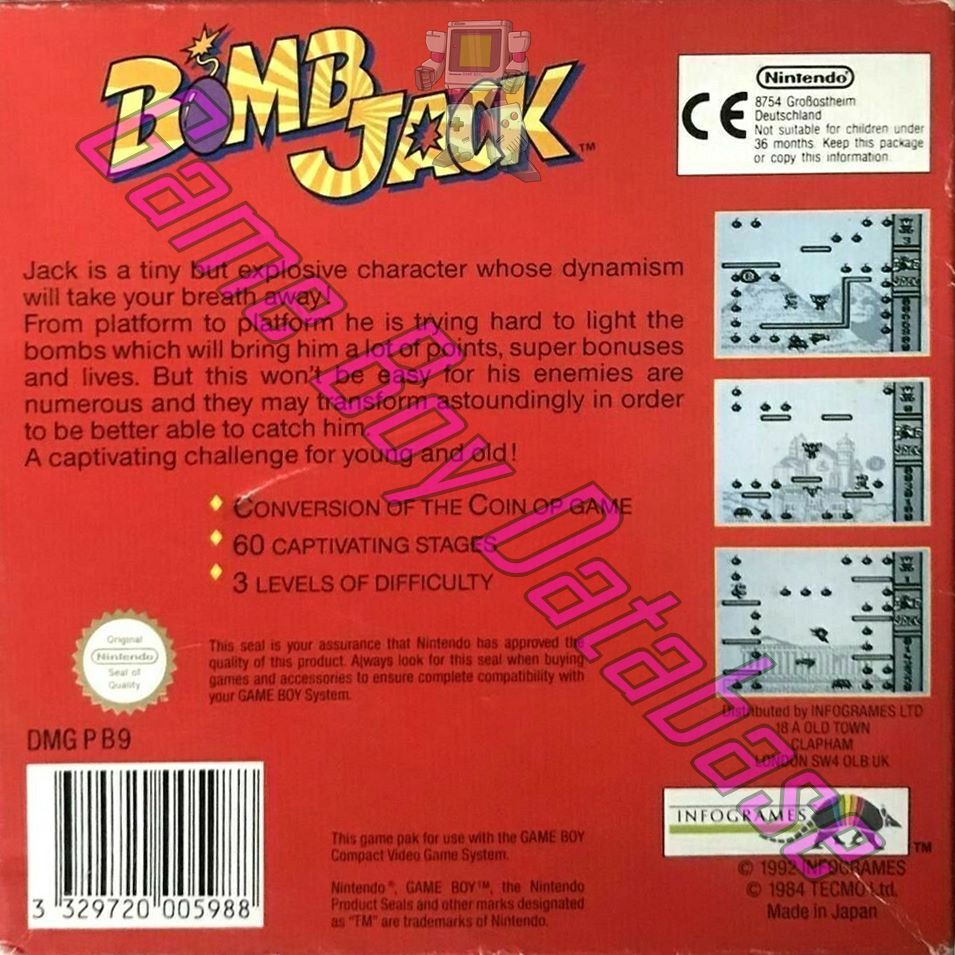 BOMB
JACK™
Nintendo®
CE
8754 Großostheim
Deutschland
Not suitable for children under
36 months. Keep this package
or copy this information.
Jack is a tiny but explosive character whose dynamism
will take your breath away!
From platform to platform he is trying hard to light the
bombs which will bring him a lot of points, super bonuses
and lives. But this won't be easy for his enemies are
numerous and they may transform astoundingly in order
to be better able to catch him.
A captivating challenge for young and old!
CONVERSION OF THE COIN OP GAME
60 CAPTIVATING STAGES
3 LEVELS OF DIFFICULTY
Original
Nintendo
Seal of
Quality
This seal is your assurance that Nintendo has approved the
quality of this product. Always look for this seal when buying
games and accessories to ensure complete compatibility with
your GAME BOY System.
Distributed by INFOGRAMES LTD
18 A OLD TOWN
CLAPHAM
LONDON SW4 OLB UK
DMG P B9
3 329720 005988
INFOGRAMES
™
This game pak for use with the GAME BOY
Compact Video Game System.
Nintendo®, GAME BOY™, the Nintendo
Product Seals and other marks designated
as "TM" are trademarks of Nintendo.
© 1992 INFOGRAMES
© 1984 TECMO Ltd.
Made in Japan
Game Boy Database